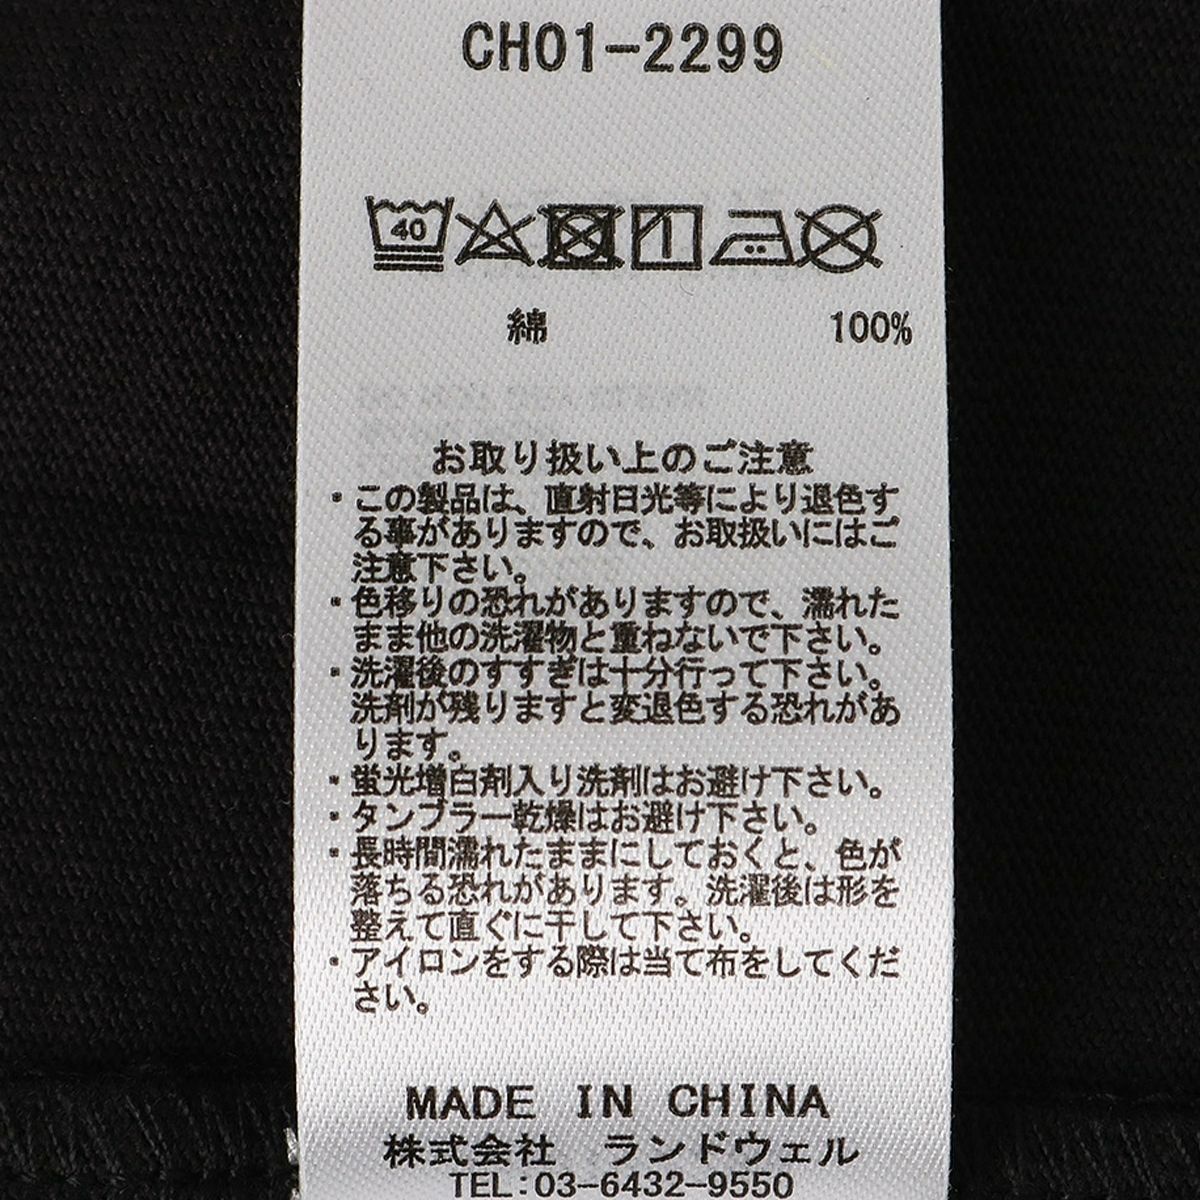 CH01-2299
40
綿 100%
お取り扱い上のご注意
・この製品は、直射日光等により退色す
る事がありますので、お取扱いにはご
注意下さい。
・色移りの恐れがありますので、濡れた
まま他の洗濯物と重ねないで下さい。
・洗濯後のすすぎは十分行って下さい。
洗剤が残りますと変退色する恐れがあ
ります。
・蛍光増白剤入り洗剤はお避け下さい。
・タンブラー乾燥はお避け下さい。
・長時間濡れたままにしておくと、色が
落ちる恐れがあります。洗濯後は形を
整えて直ぐに干して下さい。
・アイロンをする際は当て布をしてくだ
さい。
MADE IN CHINA
株式会社 ランドウェル
TEL:03-6432-9550